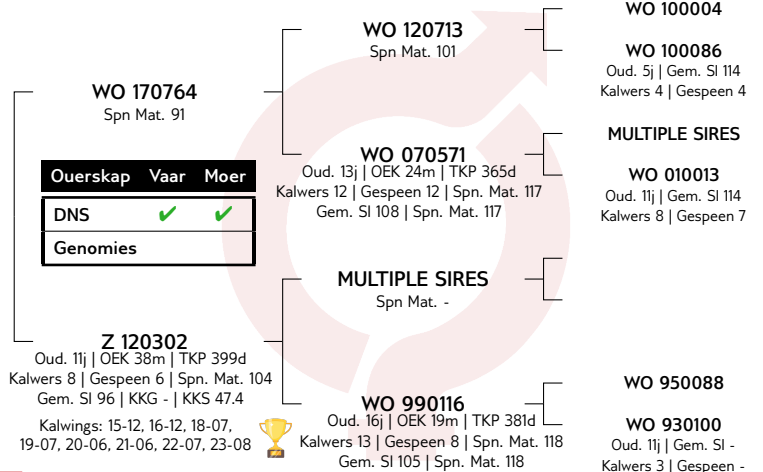 WO 170764
Spn Mat. 91
Ouerskap Vaar Moer
DNS ✔ ✔
Genomies
Z 120302
Oud. 11j | OEK 38m | TKP 399d
Kalwers 8 | Gespeen 6 | Spn. Mat. 104
Gem. SI 96 | KKG - | KKS 47.4
Kalwings: 15-12, 16-12, 18-07,
19-07, 20-06, 21-06, 22-07, 23-08
WO 120713
Spn Mat. 101
WO 070571
Oud. 13j | OEK 24m | TKP 365d
Kalwers 12 | Gespeen 12 | Spn. Mat. 117
Gem. SI 108 | Spn. Mat. 117
MULTIPLE SIRES
Spn Mat. -
WO 990116
Oud. 16j | OEK 19m | TKP 381d
Kalwers 13 | Gespeen 8 | Spn. Mat. 118
Gem. SI 105 | Spn. Mat. 118
WO 100004
WO 100086
Oud. 5j | Gem. SI 114
Kalwers 4 | Gespeen 4
MULTIPLE SIRES
WO 010013
Oud. 11j | Gem. SI 114
Kalwers 8 | Gespeen 7
WO 950088
WO 930100
Oud. 11j | Gem. SI -
Kalwers 3 | Gespeen -